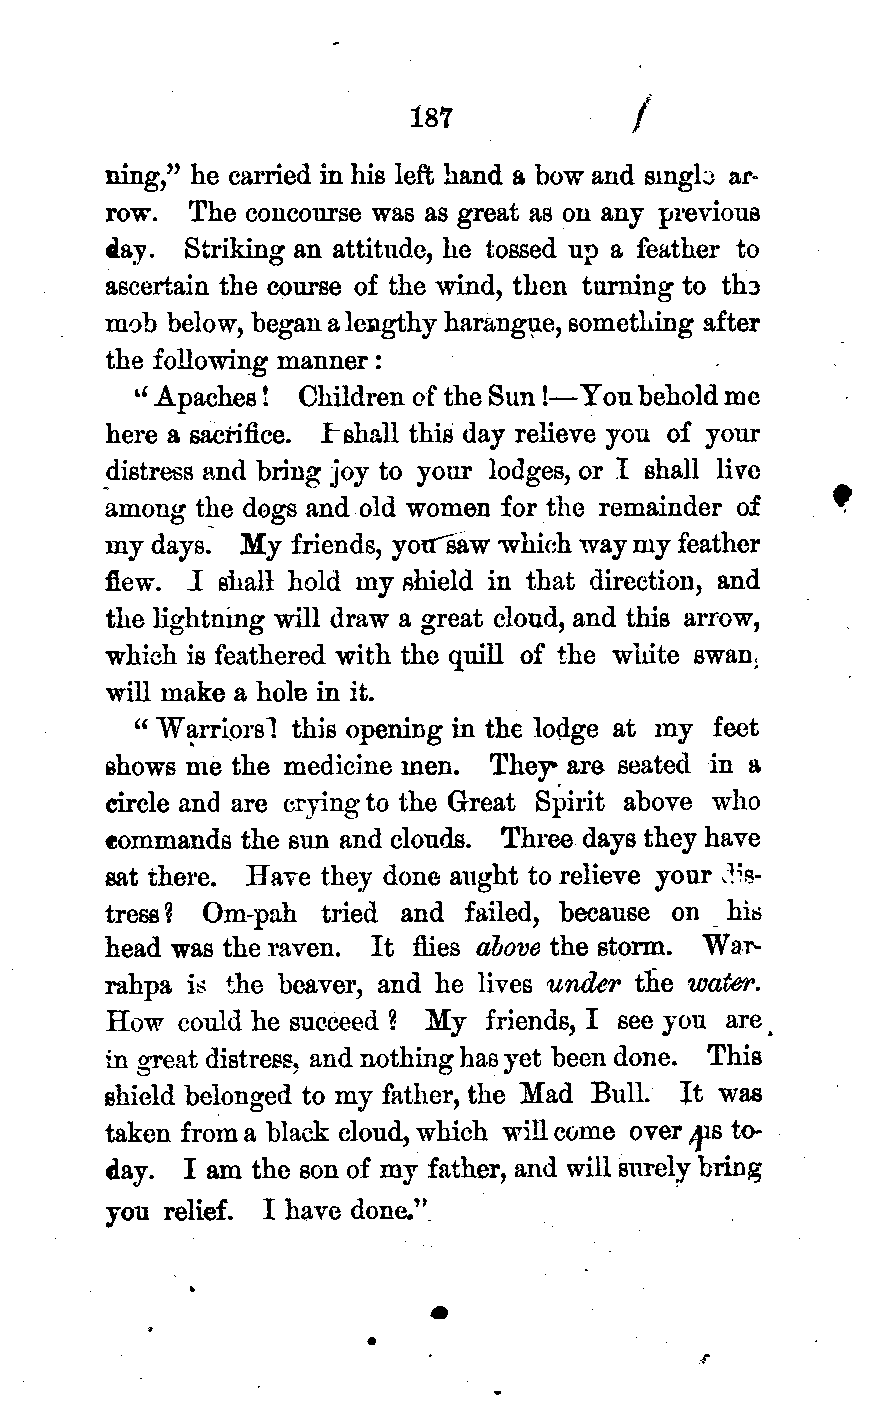 187
ning,” he carried in his left hand a bow and single ar-
row. The concourse was as great as on any previous
day. Striking an attitude, he tossed up a feather to
ascertain the course of the wind, then turning to the
mob below, began a lengthy harangue, something after
the following manner :
“ Apaches ! Children of the Sun !—You behold me
here a sacrifice. I shall this day relieve you of your
distress and bring joy to your lodges, or I shall live
among the dogs and old women for the remainder of
my days. My friends, you saw which way my feather
flew. I shall hold my shield in that direction, and
the lightning will draw a great cloud, and this arrow,
which is feathered with the quill of the white swan,
will make a hole in it.
“ Warriors! this opening in the lodge at my feet
shows me the medicine men. They are seated in a
circle and are crying to the Great Spirit above who
commands the sun and clouds. Three days they have
sat there. Have they done aught to relieve your dis-
tress ? Om-pah tried and failed, because on his
head was the raven. It flies above the storm. War-
rahpa is the beaver, and he lives under the water.
How could he succeed ? My friends, I see you are
in great distress, and nothing has yet been done. This
shield belonged to my father, the Mad Bull. It was
taken from a black cloud, which will come over us to-
day. I am the son of my father, and will surely bring
you relief. I have done.”